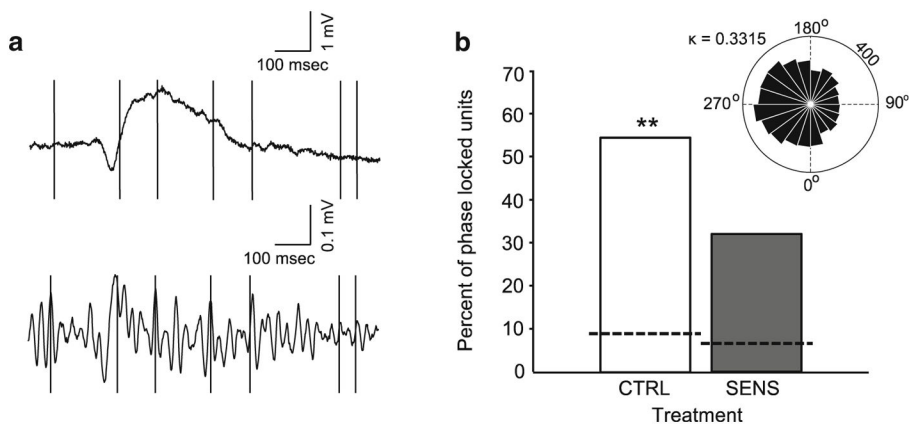 a
1 mV
100 msec
0.1 mV
100 msec
b
Percent of phase locked units
70
60
50
40
30
20
10
0
**
CTRL
SENS
Treatment
κ = 0.3315
180°
400
270°
90°
0°